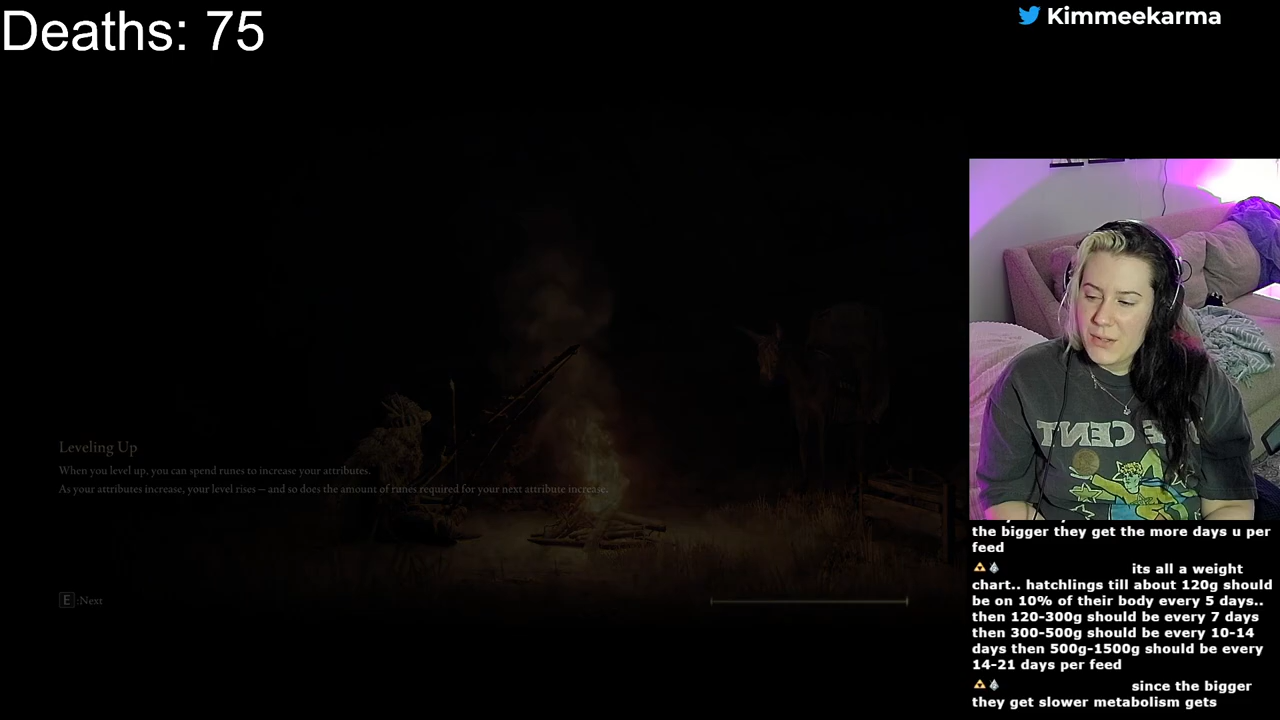 Deaths: 75
Kimmeekarma
Leveling Up
When you level up, you can spend runes to increase your attributes.
As your attributes increase, your level rises – and so does the amount of runes required for your next attribute increase.
E:Next
the bigger they get the more days u per
feed
its all a weight
chart.. hatchlings till about 120g should
be on 10% of their body every 5 days..
then 120-300g should be every 7 days
then 300-500g should be every 10-14
days then 500g-1500g should be every
14-21 days per feed
since the bigger
they get slower metabolism gets